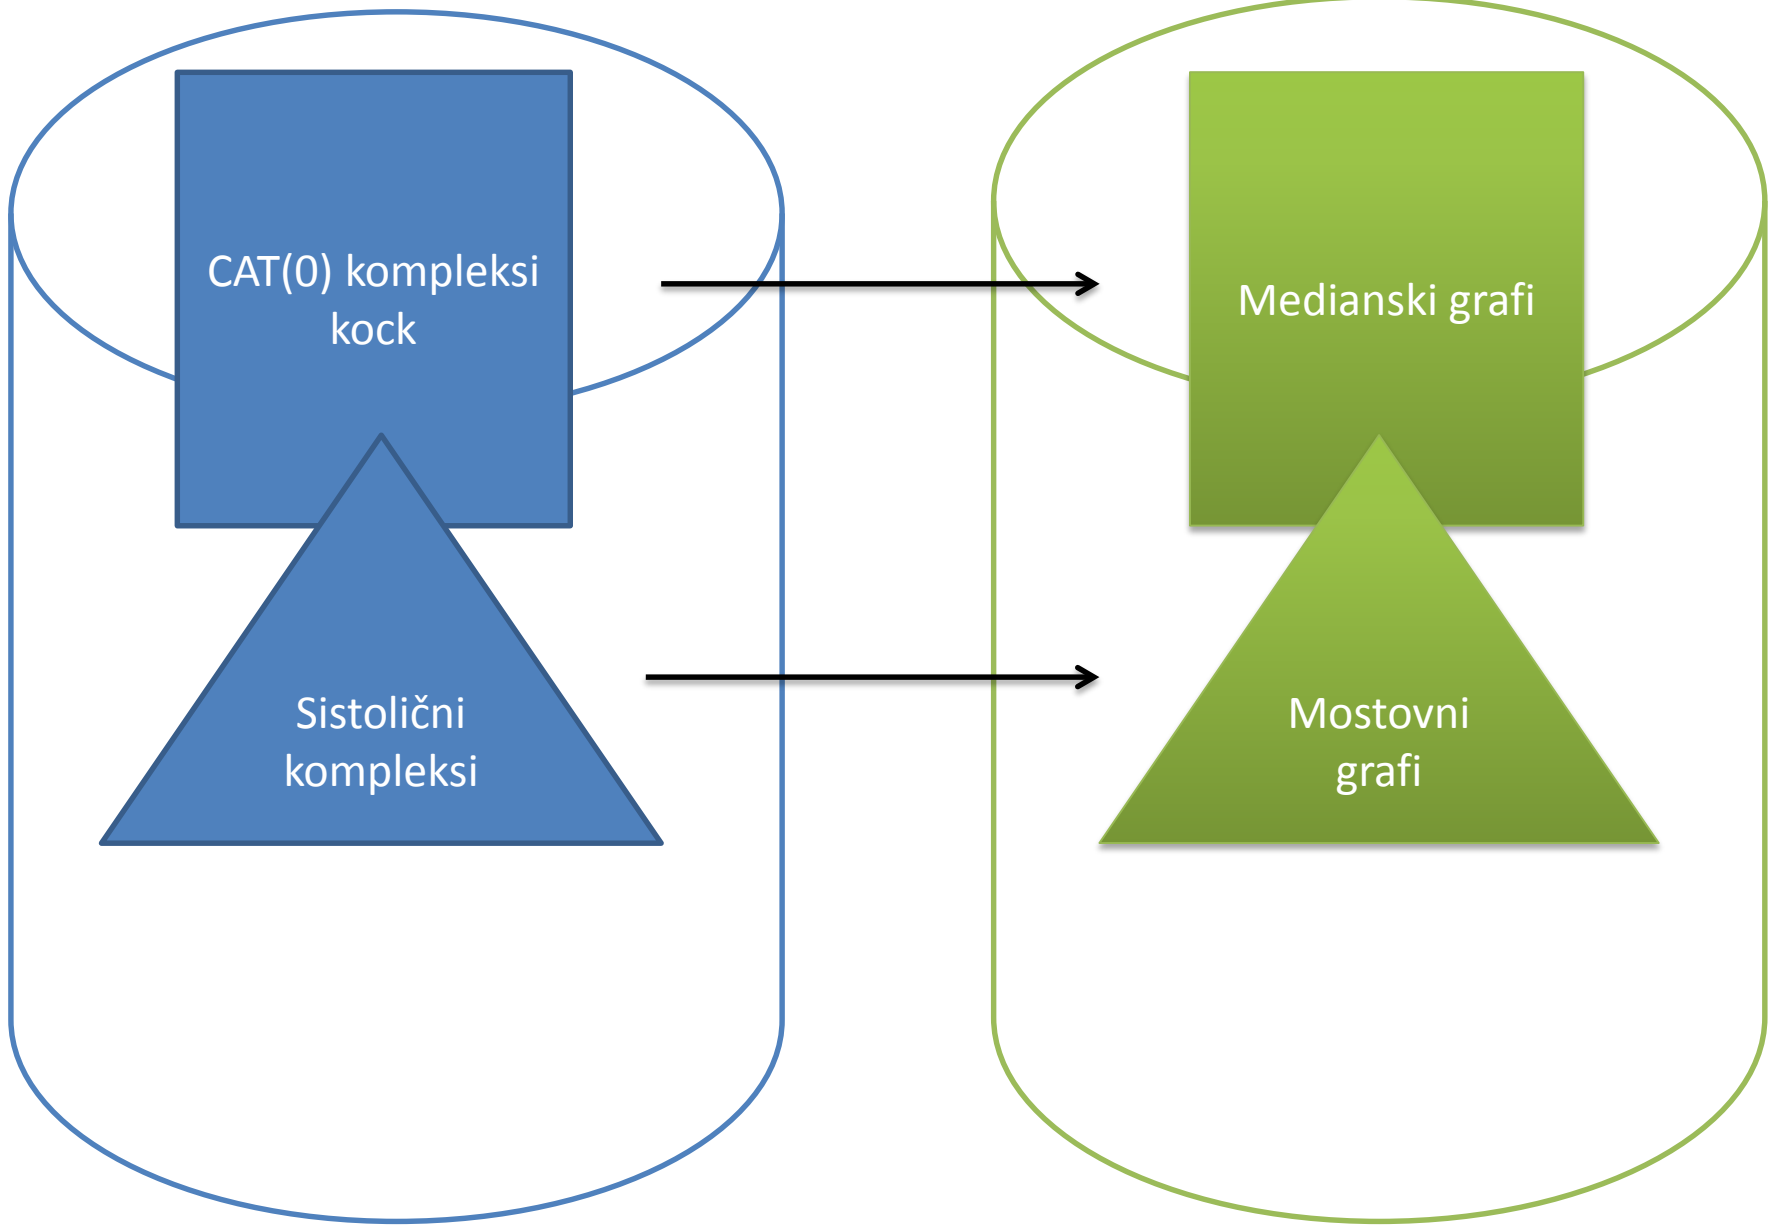 CAT(0) kompleksi
kock
Medianski grafi
Sistolični
kompleksi
Mostovni
grafi